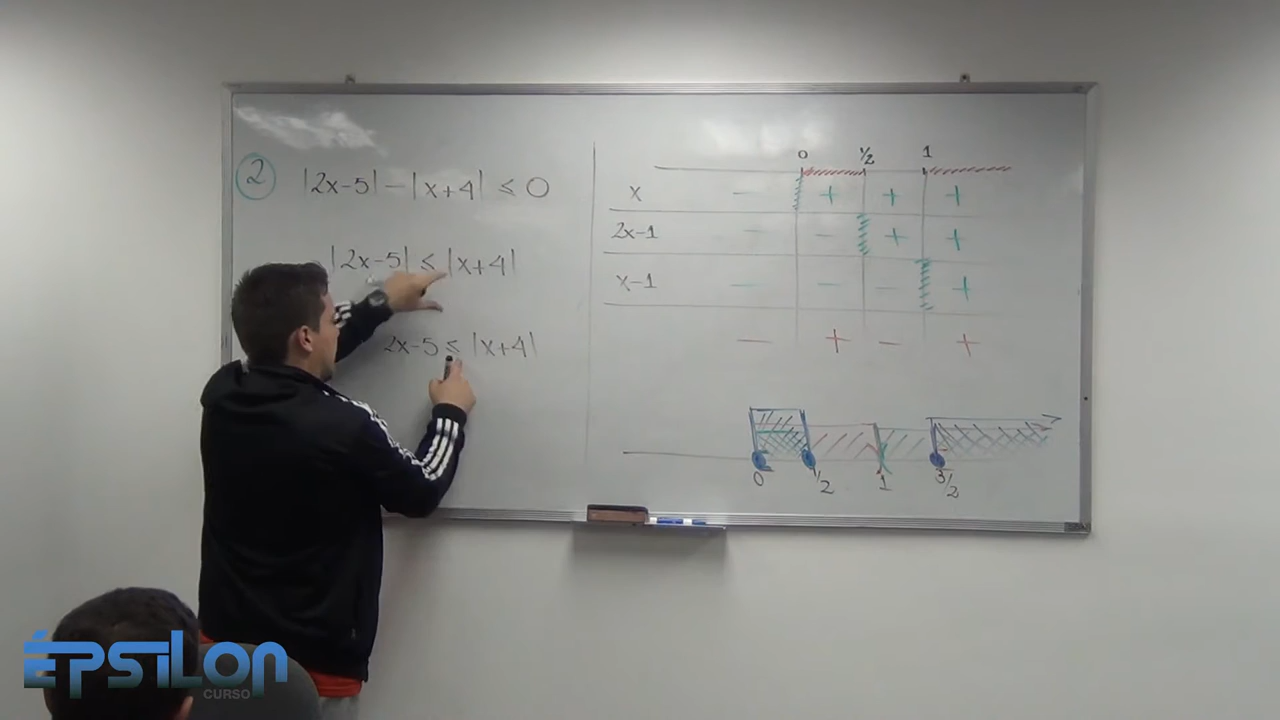 2 |2x-5| - |x+4| ≤ 0
|2x-5| ≤ |x+4|
2x-5 ≤ |x+4|
0 1/2 1
x - + + +
2x-1 - - + +
x-1 - - - +
- + - +
0 1/2 1 3/2
ÉPSILON
CURSO